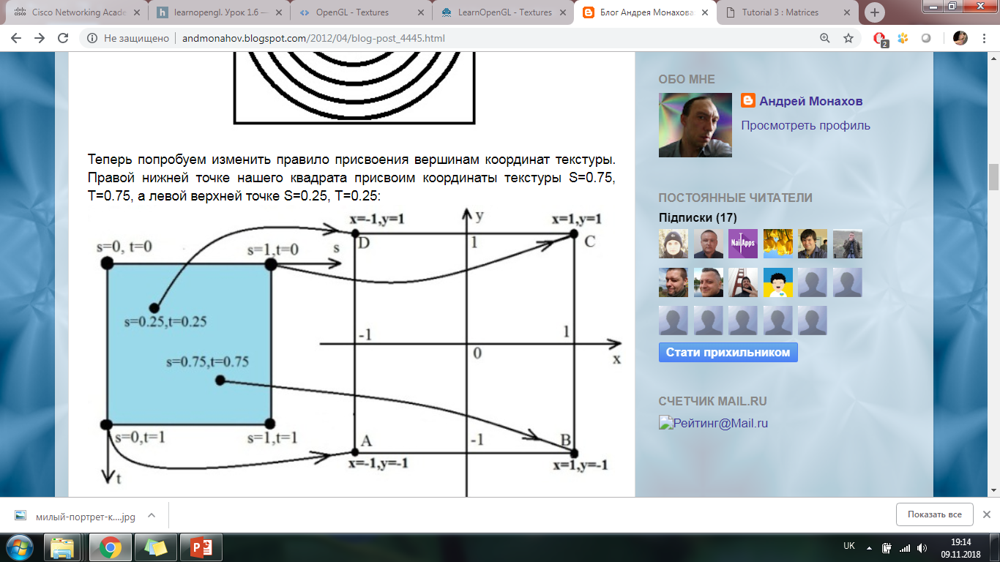 Cisco Networking Acade
learnopengl. Урок 1.6 —
OpenGL - Textures
LearnOpenGL - Textures
Блог Андрея Монахова
Tutorial 3 : Matrices
Не защищено
andmonahov.blogspot.com/2012/04/blog-post_4445.html
2
Теперь попробуем изменить правило присвоения вершинам координат текстуры.
Правой нижней точке нашего квадрата присвоим координаты текстуры S=0.75,
T=0.75, а левой верхней точке S=0.25, T=0.25:
x=-1,y=1
y
x=1,y=1
s=0, t=0
s=1,t=0
s
D
1
C
s=0.25,t=0.25
-1
1
s=0.75,t=0.75
0
x
s=0,t=1
s=1,t=1
A
-1
B
x=-1,y=-1
x=1,y=-1
t
ОБО МНЕ
Андрей Монахов
Просмотреть профиль
ПОСТОЯННЫЕ ЧИТАТЕЛИ
Підписки (17)
Nail Apps
Стати прихильником
СЧЕТЧИК MAIL.RU
Рейтинг@Mail.ru
милый-портрет-к....jpg
Показать все
UK
19:14
09.11.2018